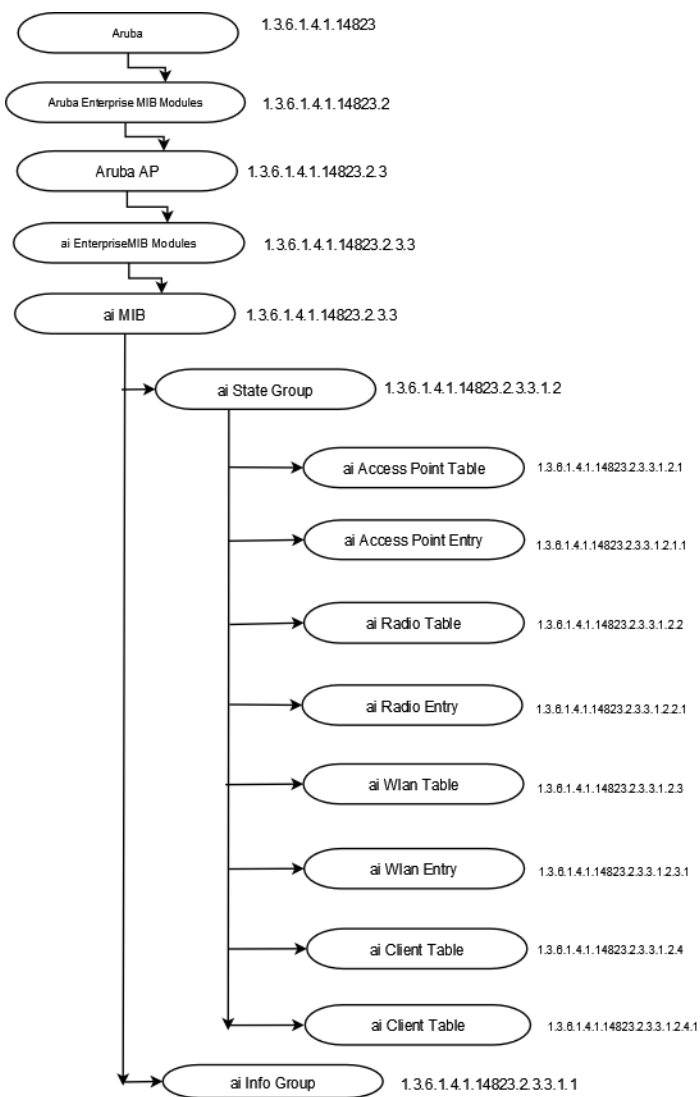 Aruba 1.3.6.1.4.1.14823
Aruba Enterprise MIB Modules 1.3.6.1.4.1.14823.2
Aruba AP 1.3.6.1.4.1.14823.2.3
ai EnterpriseMIB Modules 1.3.6.1.4.1.14823.2.3.3
ai MIB 1.3.6.1.4.1.14823.2.3.3
ai State Group 1.3.6.1.4.1.14823.2.3.3.1.2
ai Access Point Table 1.3.6.1.4.1.14823.2.3.3.1.2.1
ai Access Point Entry 1.3.6.1.4.1.14823.2.3.3.1.2.1.1
ai Radio Table 1.3.6.1.4.1.14823.2.3.3.1.2.2
ai Radio Entry 1.3.6.1.4.1.14823.2.3.3.1.2.2.1
ai Wlan Table 1.3.6.1.4.1.14823.2.3.3.1.2.3
ai Wlan Entry 1.3.6.1.4.1.14823.2.3.3.1.2.3.1
ai Client Table 1.3.6.1.4.1.14823.2.3.3.1.2.4
ai Client Table 1.3.6.1.4.1.14823.2.3.3.1.2.4.1
ai Info Group 1.3.6.1.4.1.14823.2.3.3.1.1